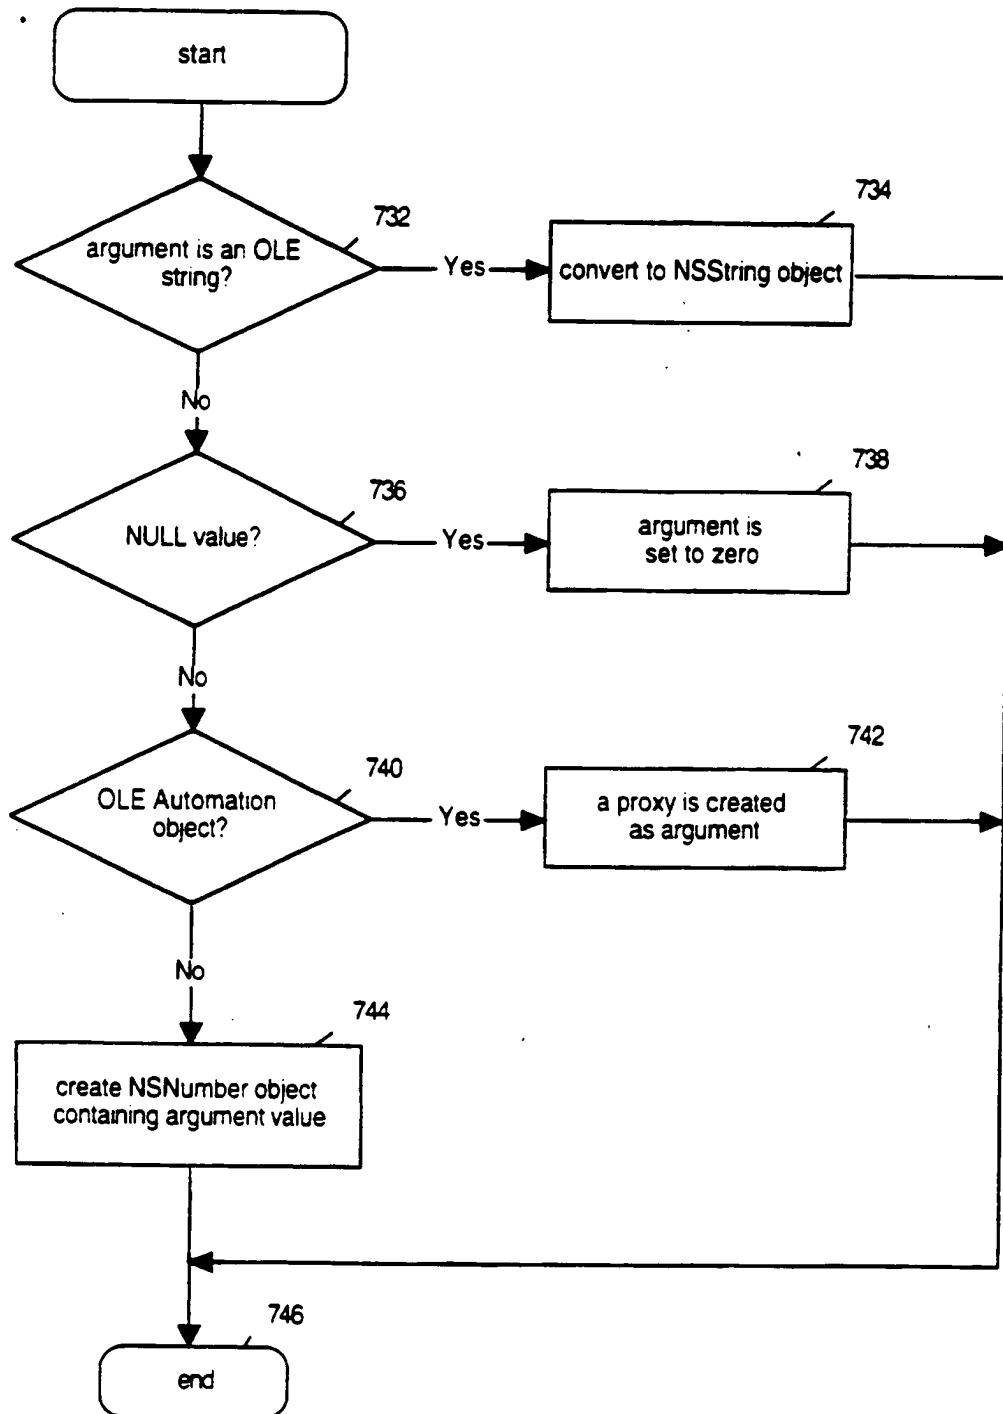 start
732
argument is an OLE
string?
Yes
734
convert to NSString object
No
736
NULL value?
Yes
738
argument is
set to zero
No
740
OLE Automation
object?
Yes
742
a proxy is created
as argument
No
744
create NSNumber object
containing argument value
746
end